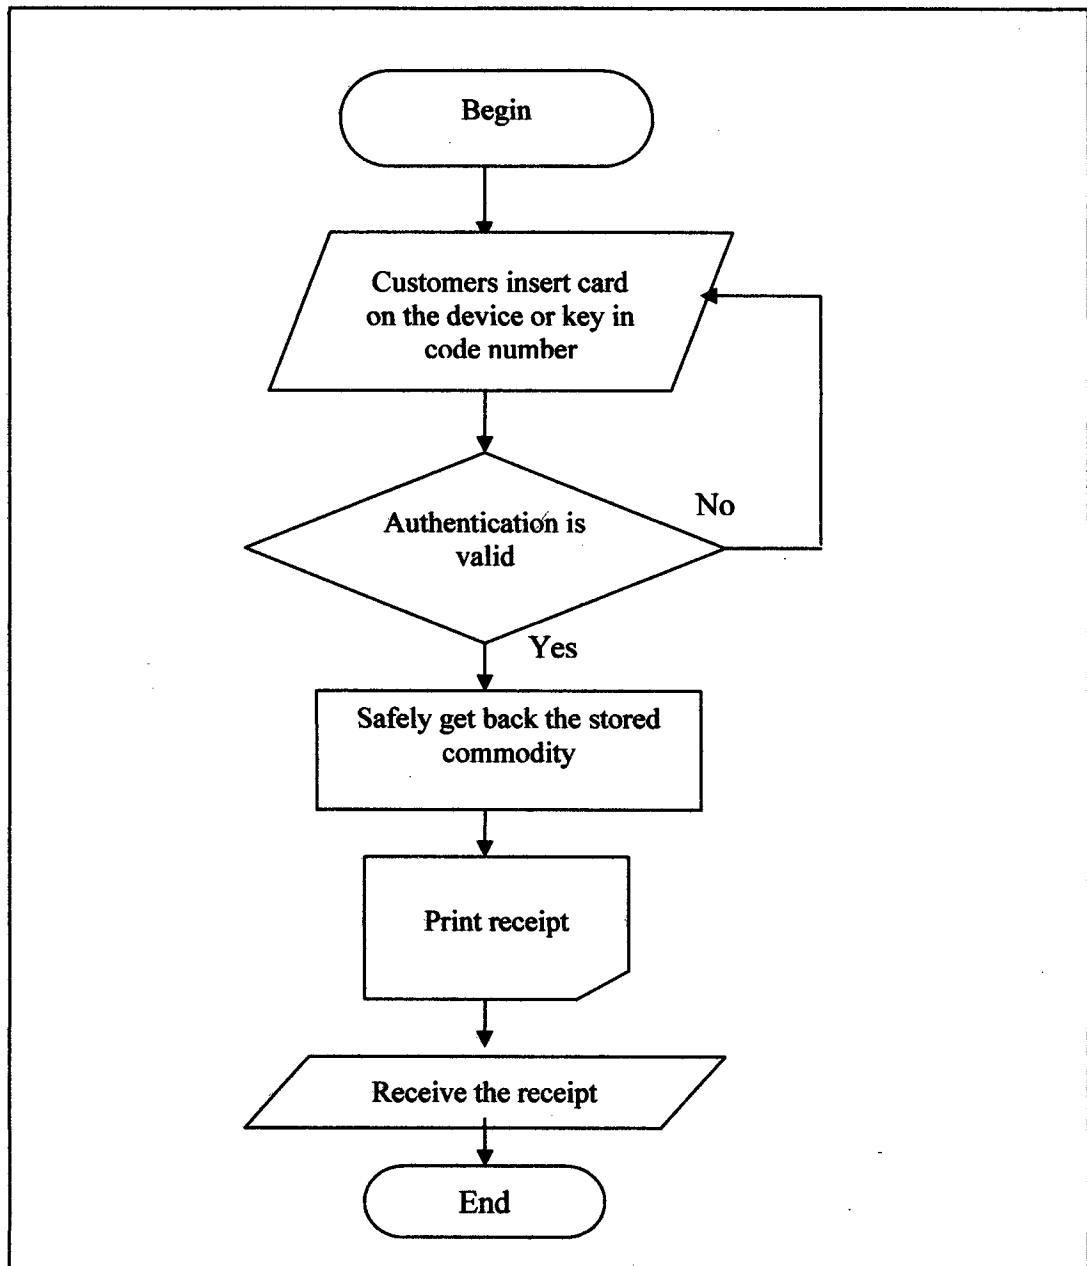 Begin
Customers insert card
on the device or key in
code number
No
Authentication is
valid
Yes
Safely get back the stored
commodity
Print receipt
Receive the receipt
End